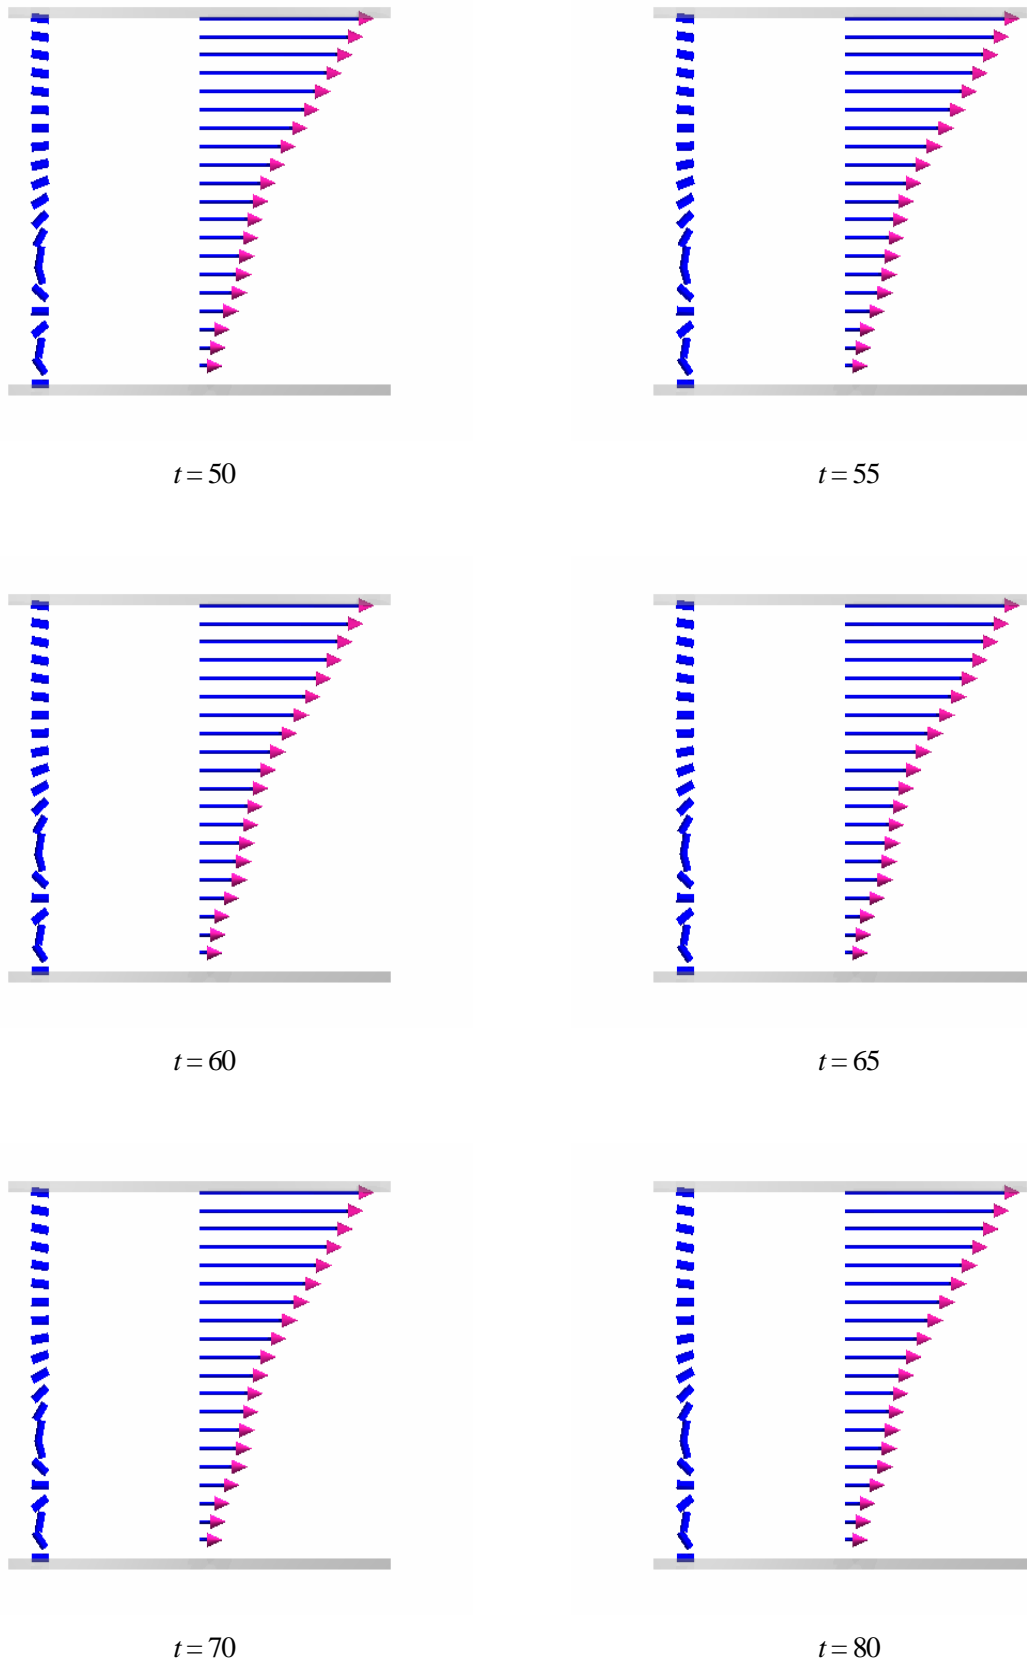 t = 50
t = 55
t = 60
t = 65
t = 70
t = 80